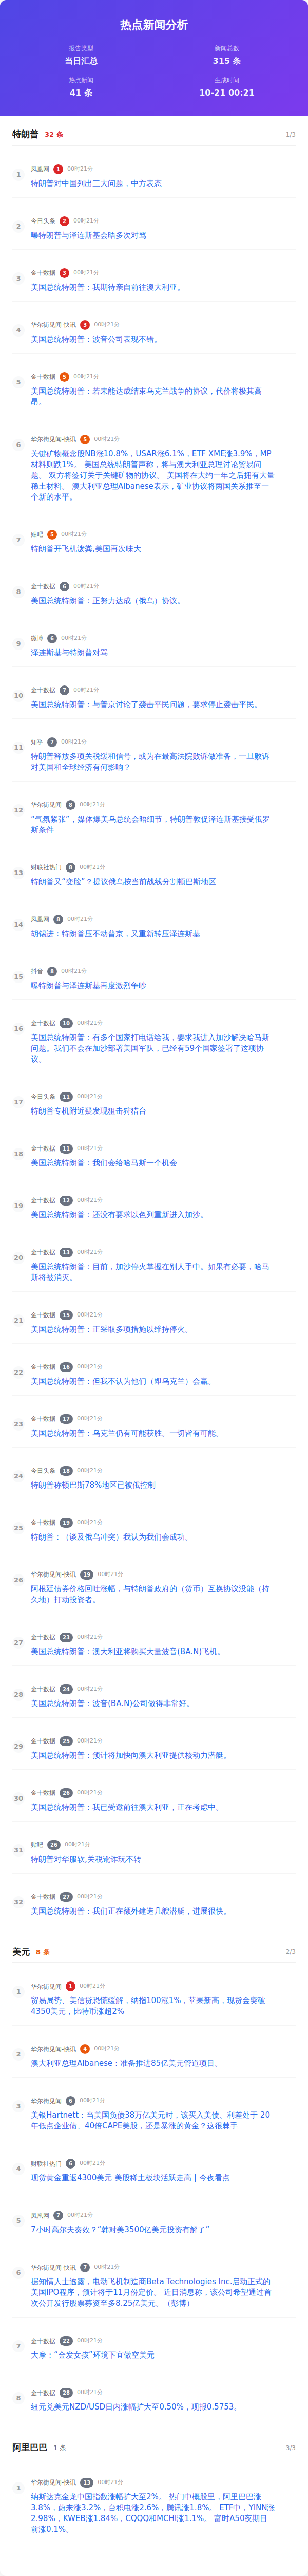 热点新闻分析
报告类型
新闻总数
当日汇总
315 条
热点新闻
生成时间
41 条
10-21 00:21
特朗普 32 条 1/3
1 凤凰网 1 00时21分
特朗普对中国列出三大问题，中方表态
2 今日头条 2 00时21分
曝特朗普与泽连斯基会晤多次对骂
3 金十数据 3 00时21分
美国总统特朗普：我期待亲自前往澳大利亚。
4 华尔街见闻-快讯 3 00时21分
美国总统特朗普：波音公司表现不错。
5 金十数据 5 00时21分
美国总统特朗普：若未能达成结束乌克兰战争的协议，代价将极其高
昂。
6 华尔街见闻-快讯 5 00时21分
关键矿物概念股NB涨10.8%，USAR涨6.1%，ETF XME涨3.9%，MP
材料则跌1%。 美国总统特朗普声称，将与澳大利亚总理讨论贸易问
题。 双方将签订关于关键矿物的协议。 美国将在大约一年之后拥有大量
稀土材料。 澳大利亚总理Albanese表示，矿业协议将两国关系推至一
个新的水平。
7 贴吧 5 00时21分
特朗普开飞机泼粪,美国再次味大
8 金十数据 6 00时21分
美国总统特朗普：正努力达成（俄乌）协议。
9 微博 6 00时21分
泽连斯基与特朗普对骂
10 金十数据 7 00时21分
美国总统特朗普：与普京讨论了袭击平民问题，要求停止袭击平民。
11 知乎 7 00时21分
特朗普释放多项关税缓和信号，或为在最高法院败诉做准备，一旦败诉
对美国和全球经济有何影响？
12 华尔街见闻 8 00时21分
“气氛紧张”，媒体爆美乌总统会晤细节，特朗普敦促泽连斯基接受俄罗
斯条件
13 财联社热门 8 00时21分
特朗普又“变脸”？提议俄乌按当前战线分割顿巴斯地区
14 凤凰网 8 00时21分
胡锡进：特朗普压不动普京，又重新转压泽连斯基
15 抖音 8 00时21分
曝特朗普与泽连斯基再度激烈争吵
16 金十数据 10 00时21分
美国总统特朗普：有多个国家打电话给我，要求我进入加沙解决哈马斯
问题。我们不会在加沙部署美国军队，已经有59个国家签署了这项协
议。
17 今日头条 11 00时21分
特朗普专机附近疑发现狙击狩猎台
18 金十数据 11 00时21分
美国总统特朗普：我们会给哈马斯一个机会
19 金十数据 12 00时21分
美国总统特朗普：还没有要求以色列重新进入加沙。
20 金十数据 13 00时21分
美国总统特朗普：目前，加沙停火掌握在别人手中。如果有必要，哈马
斯将被消灭。
21 金十数据 15 00时21分
美国总统特朗普：正采取多项措施以维持停火。
22 金十数据 16 00时21分
美国总统特朗普：但我不认为他们（即乌克兰）会赢。
23 金十数据 17 00时21分
美国总统特朗普：乌克兰仍有可能获胜。一切皆有可能。
24 今日头条 18 00时21分
特朗普称顿巴斯78%地区已被俄控制
25 金十数据 19 00时21分
特朗普：（谈及俄乌冲突）我认为我们会成功。
26 华尔街见闻-快讯 19 00时21分
阿根廷债券价格回吐涨幅，与特朗普政府的（货币）互换协议没能（持
久地）打动投资者。
27 金十数据 23 00时21分
美国总统特朗普：澳大利亚将购买大量波音(BA.N)飞机。
28 金十数据 24 00时21分
美国总统特朗普：波音(BA.N)公司做得非常好。
29 金十数据 25 00时21分
美国总统特朗普：预计将加快向澳大利亚提供核动力潜艇。
30 金十数据 26 00时21分
美国总统特朗普：我已受邀前往澳大利亚，正在考虑中。
31 贴吧 26 00时21分
特朗普对华服软,关税讹诈玩不转
32 金十数据 27 00时21分
美国总统特朗普：我们正在额外建造几艘潜艇，进展很快。
美元 8 条 2/3
1 华尔街见闻 1 00时21分
贸易局势、美信贷恐慌缓解，纳指100涨1%，苹果新高，现货金突破
4350美元，比特币涨超2%
2 华尔街见闻-快讯 4 00时21分
澳大利亚总理Albanese：准备推进85亿美元管道项目。
3 华尔街见闻 6 00时21分
美银Hartnett：当美国负债38万亿美元时，该买入美债、利差处于 20
年低点企业债、40倍CAPE美股，还是暴涨的黄金？这很棘手
4 财联社热门 6 00时21分
现货黄金重返4300美元 美股稀土板块活跃走高 | 今夜看点
5 凤凰网 7 00时21分
7小时高尔夫奏效？“韩对美3500亿美元投资有解了”
6 华尔街见闻-快讯 7 00时21分
据知情人士透露，电动飞机制造商Beta Technologies Inc.启动正式的
美国IPO程序，预计将于11月份定价。 近日消息称，该公司希望通过首
次公开发行股票募资至多8.25亿美元。（彭博）
7 金十数据 22 00时21分
大摩：“金发女孩”环境下宜做空美元
8 金十数据 28 00时21分
纽元兑美元NZD/USD日内涨幅扩大至0.50%，现报0.5753。
阿里巴巴 1 条 3/3
1 华尔街见闻-快讯 13 00时21分
纳斯达克金龙中国指数涨幅扩大至2%。 热门中概股里，阿里巴巴涨
3.8%，蔚来涨3.2%，台积电涨2.6%，腾讯涨1.8%。 ETF中，YINN涨
2.98%，KWEB涨1.84%，CQQQ和MCHI涨1.1%。 富时A50夜期目
前涨0.1%。